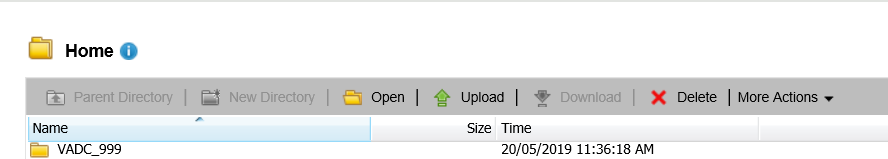 Home
Parent Directory | New Directory | Open | Upload | Download | Delete | More Actions
Name Size Time
VADC_999 20/05/2019 11:36:18 AM